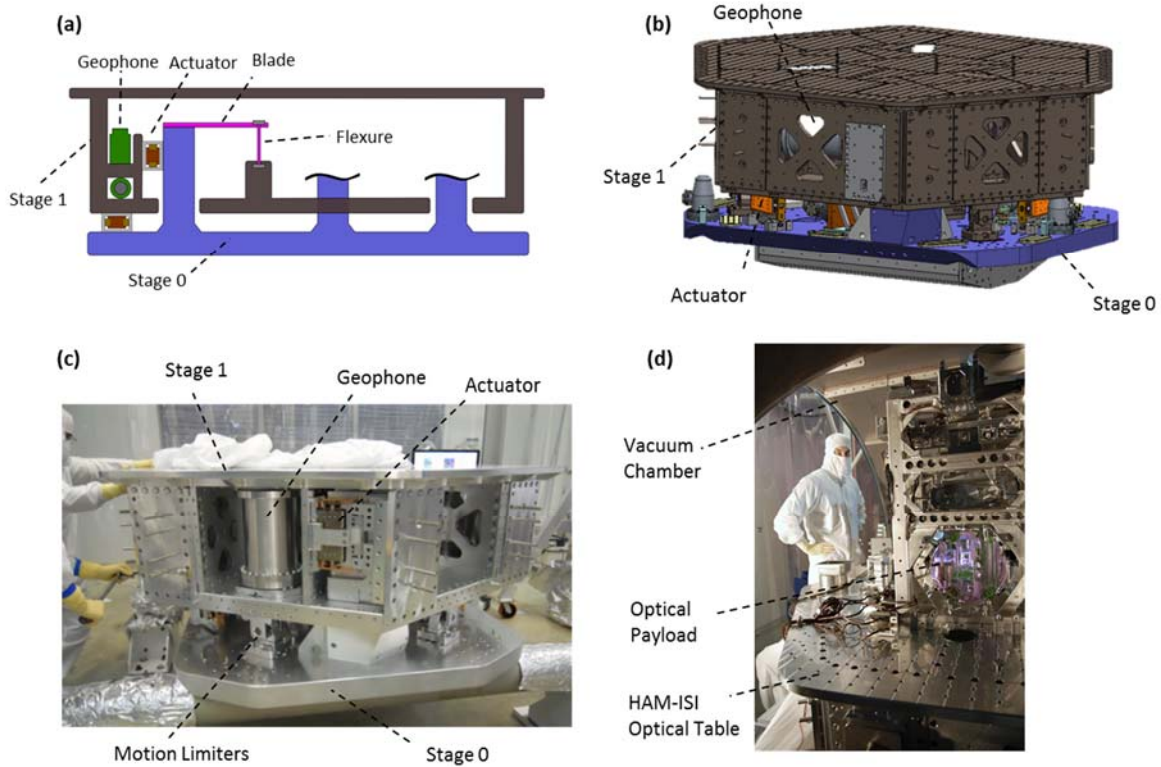 (a)
Geophone
Actuator
Blade
Flexure
Stage 1
Stage 0
(b)
Geophone
Stage 1
Actuator
Stage 0
(c)
Stage 1
Geophone
Actuator
Motion Limiters
Stage 0
(d)
Vacuum
Chamber
Optical
Payload
HAM-ISI
Optical Table